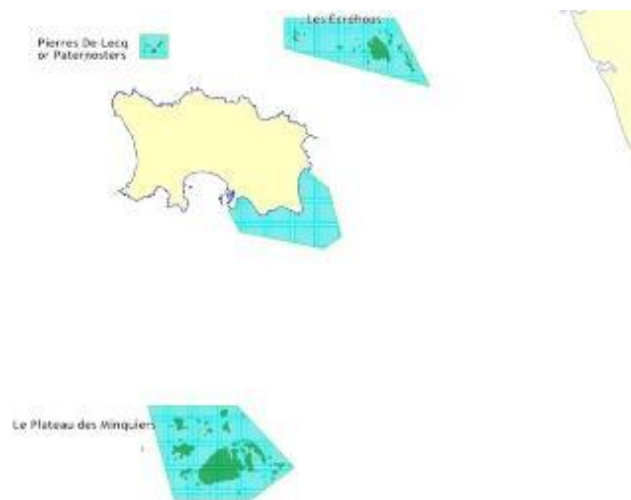 Les Écréhous
Pierres De Lecq
or Paternosters
Le Plateau des Minquiers